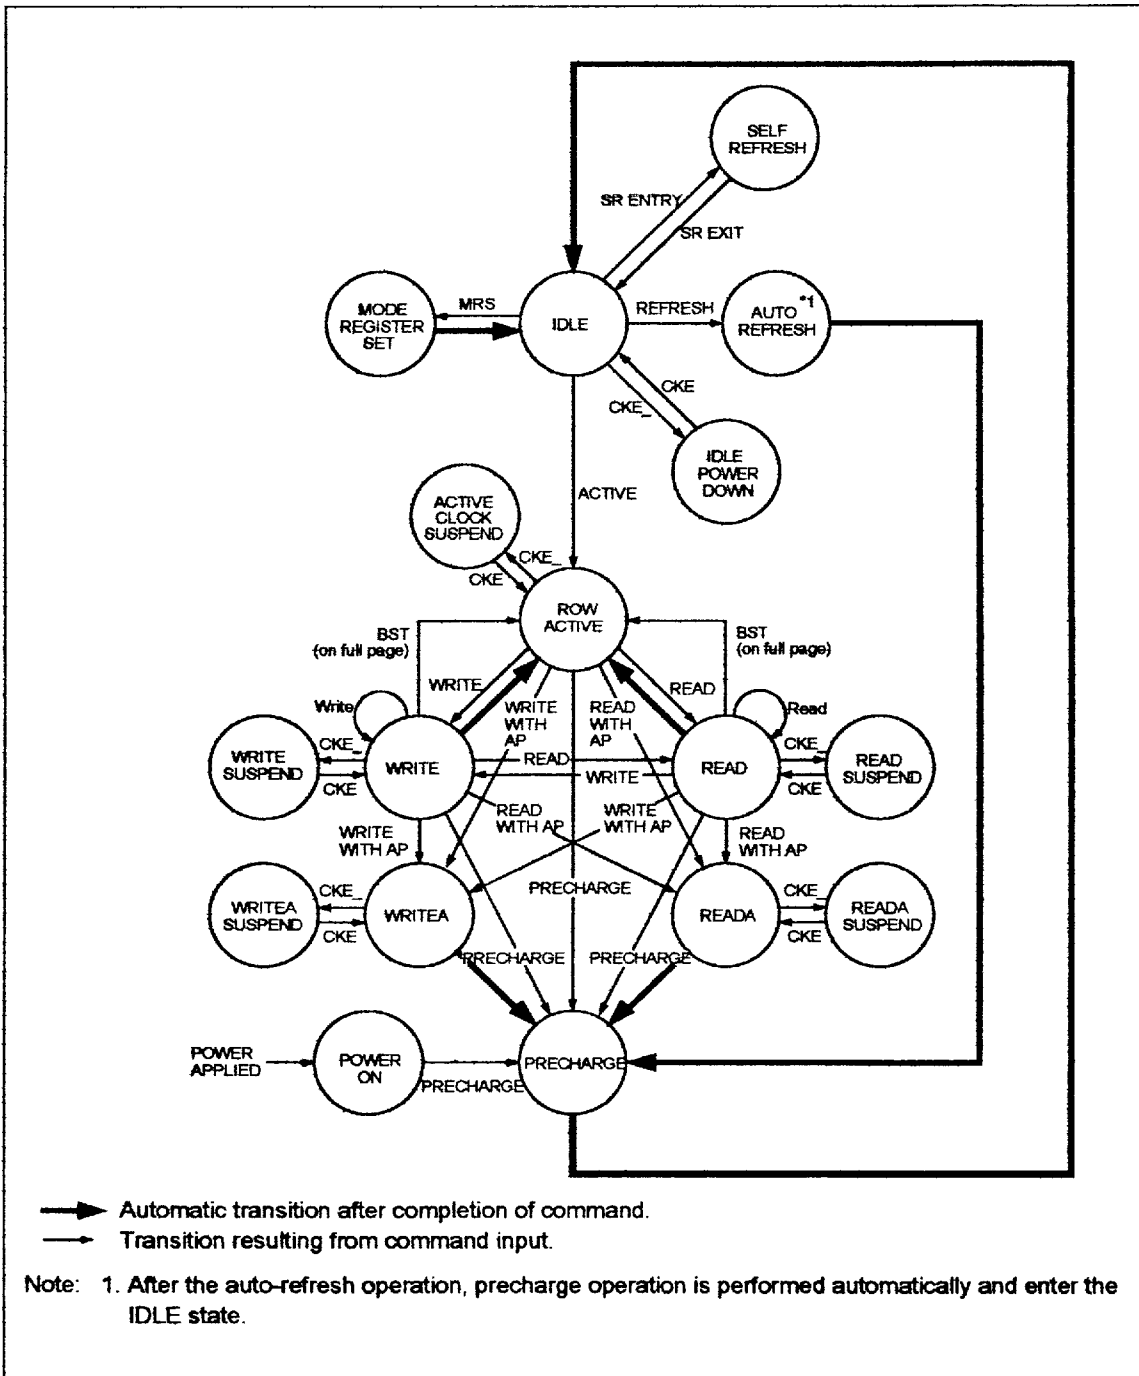 SELF
REFRESH
SR ENTRY
SR EXIT
MODE
REGISTER
SET
MRS
IDLE
REFRESH
AUTO *1
REFRESH
CKE
CKE_
IDLE
POWER
DOWN
ACTIVE
ACTIVE
CLOCK
SUSPEND
CKE_
CKE
ROW
ACTIVE
BST
(on full page)
BST
(on full page)
WRITE
WRITE
WITH
AP
READ
WITH
AP
READ
Write
Read
WRITE
SUSPEND
CKE_
CKE
WRITE
READ
WRITE
READ
CKE_
CKE
READ
SUSPEND
WRITE
WITH AP
READ
WITH AP
WRITE
WITH AP
READ
WITH AP
WRITEA
SUSPEND
CKE_
CKE
WRITEA
PRECHARGE
READA
CKE_
CKE
READA
SUSPEND
PRECHARGE
PRECHARGE
POWER
APPLIED
POWER
ON
PRECHARGE
PRECHARGE
Automatic transition after completion of command.
Transition resulting from command input.
Note: 1. After the auto-refresh operation, precharge operation is performed automatically and enter the
IDLE state.